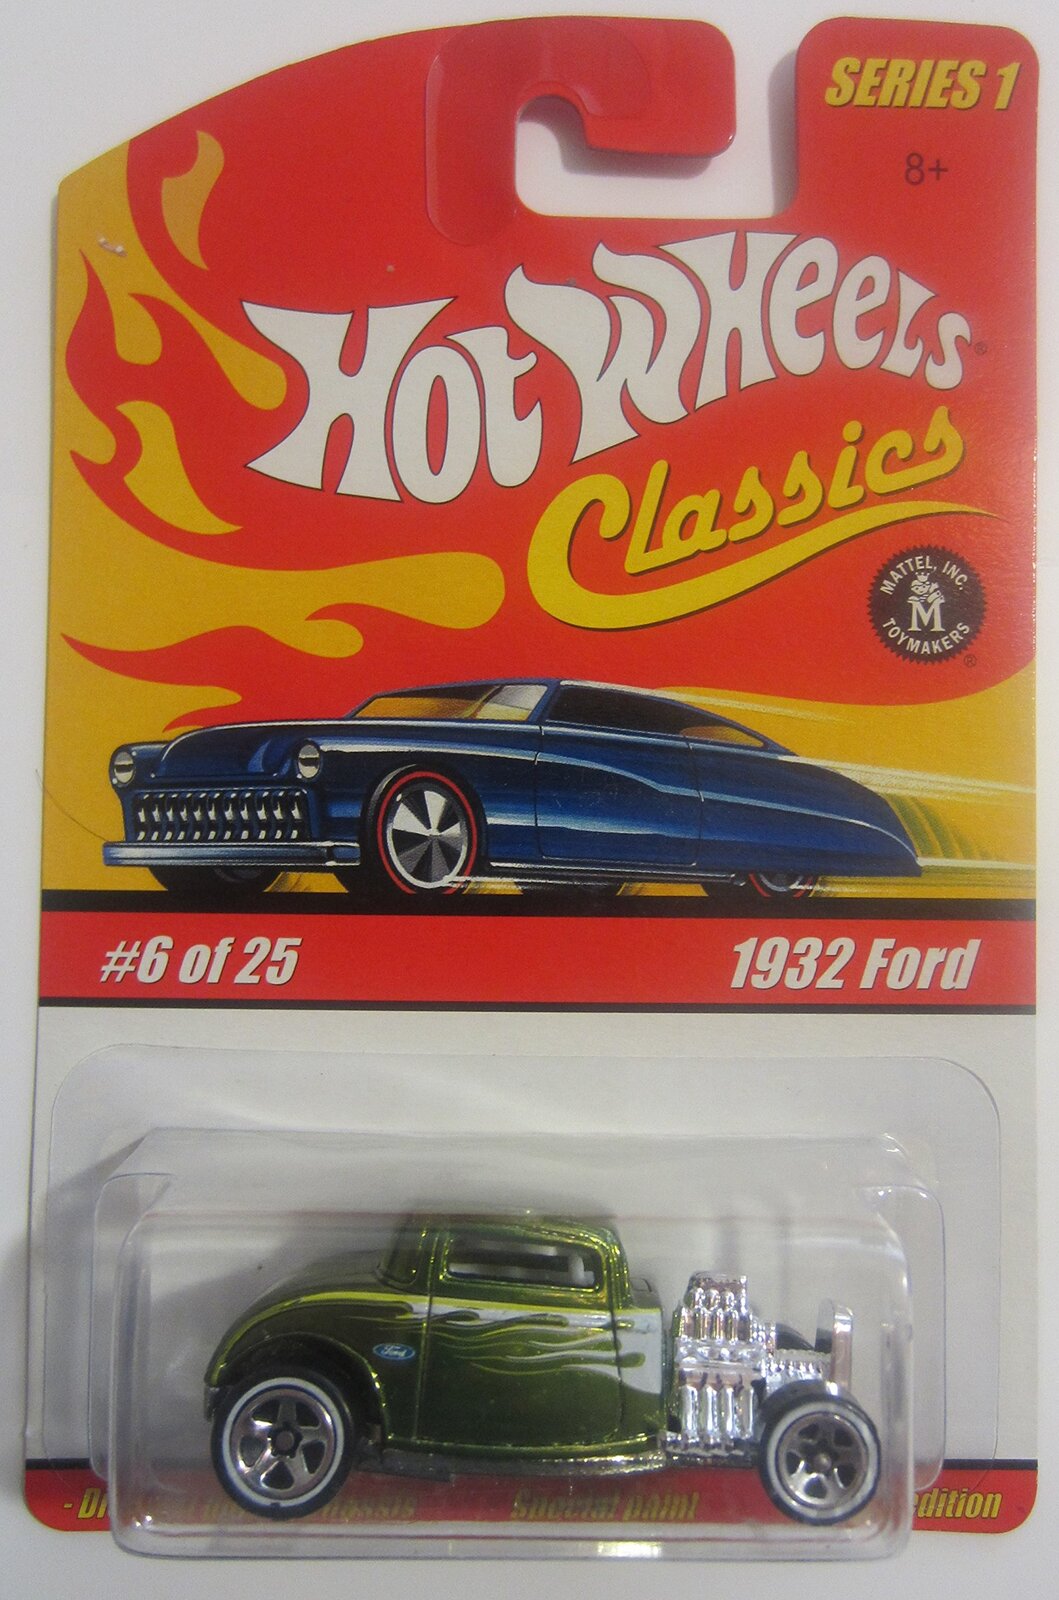 SERIES 1
8+
Hot Wheels®
Classics
MATTEL, INC.
M
TOYMAKERS
®
#6 of 25
1932 Ford
Ford
Special paint
edition